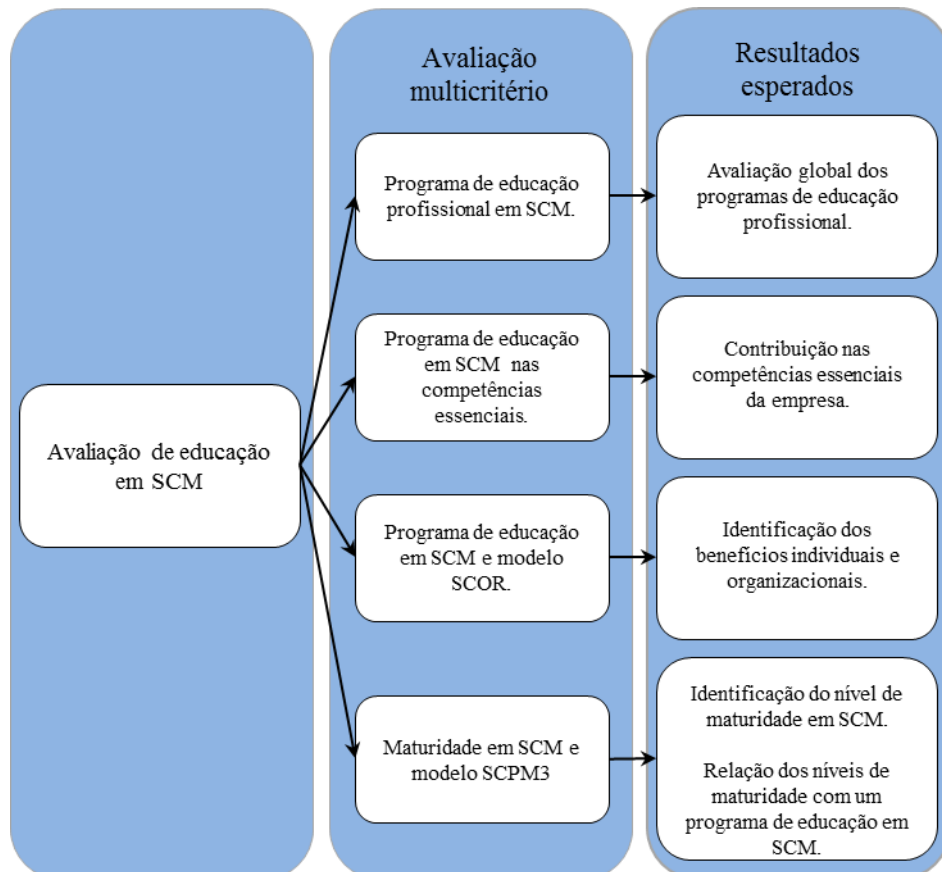 Avaliação de educação
em SCM
Avaliação
multicritério
Programa de educação
profissional em SCM.
Programa de educação
em SCM nas
competências
essenciais.
Programa de educação
em SCM e modelo
SCOR.
Maturidade em SCM e
modelo SCPM3
Resultados
esperados
Avaliação global dos
programas de educação
profissional.
Contribuição nas
competências essenciais
da empresa.
Identificação dos
benefícios individuais e
organizacionais.
Identificação do nível de
maturidade em SCM.
Relação dos níveis de
maturidade com um
programa de educação em
SCM.